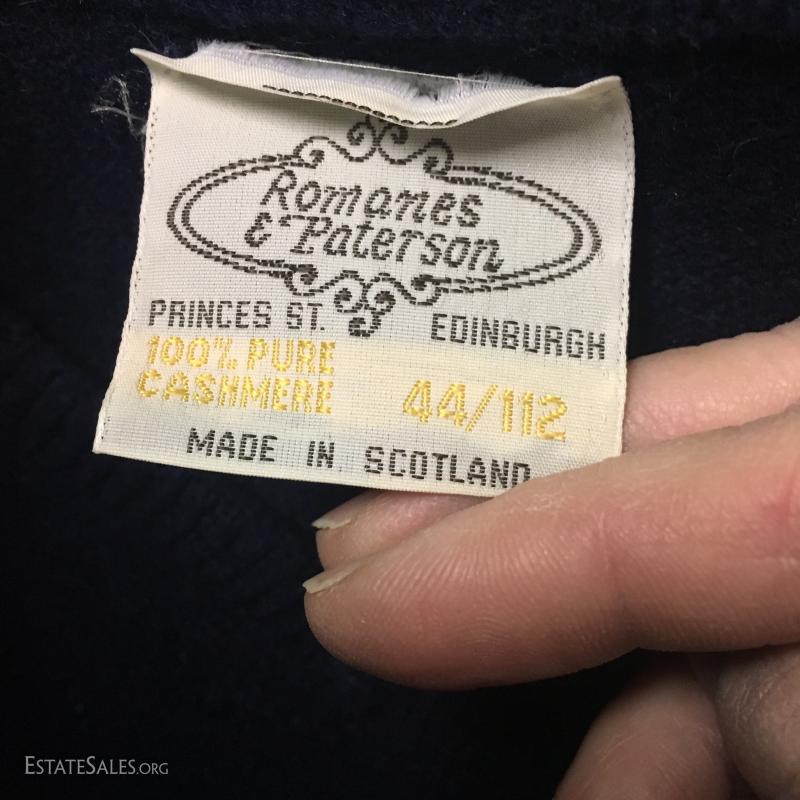 Romanes
& Paterson
PRINCES ST. EDINBURGH
100% PURE
CASHMERE 44/112
MADE IN SCOTLAND
ESTATESALES.ORG